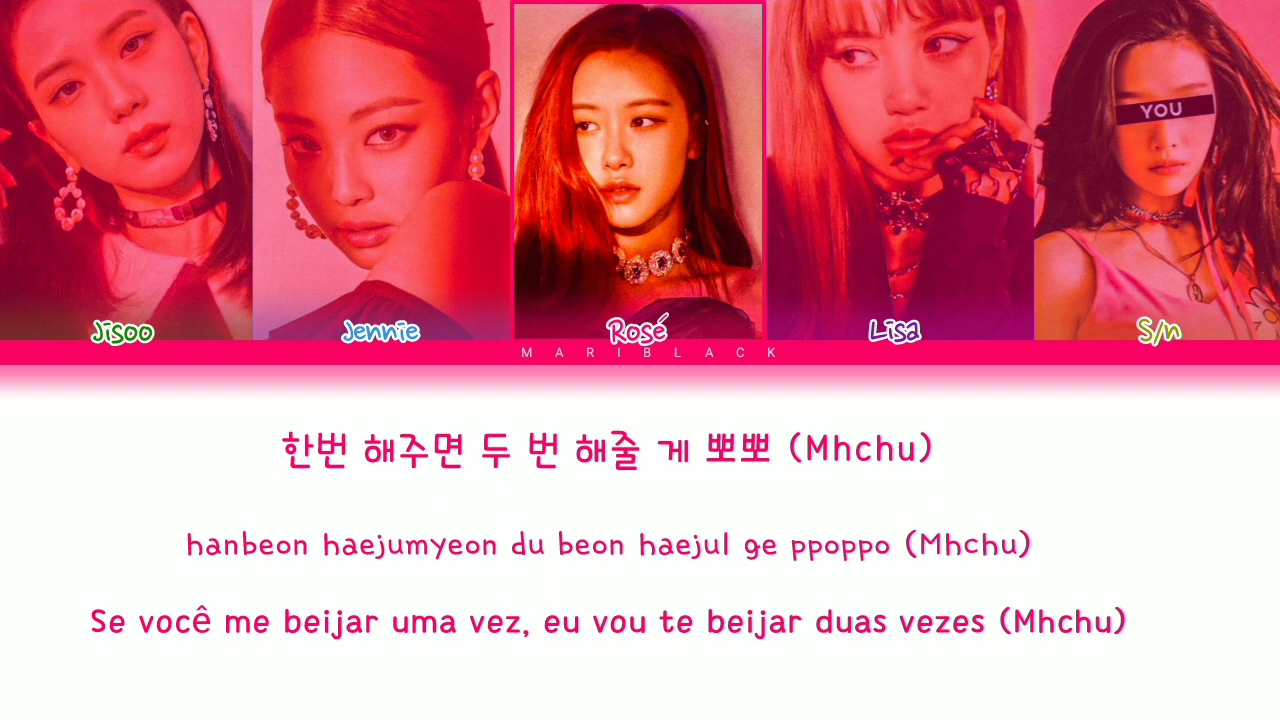 YOU
Jisoo
Jennie
Rosé
Lisa
S/n
MARIBLACK
한번 해주면 두 번 해줄 게 뽀뽀 (Mhchu)
hanbeon haejumyeon du beon haejul ge ppoppo (Mhchu)
Se você me beijar uma vez, eu vou te beijar duas vezes (Mhchu)